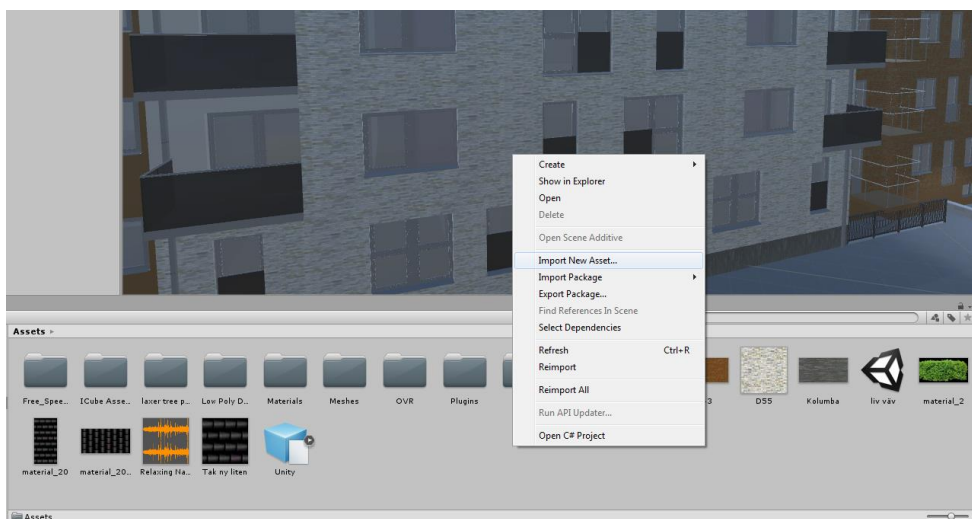 Create
Show in Explorer
Open
Delete
Open Scene Additive
Import New Asset...
Import Package
Export Package...
Find References In Scene
Select Dependencies
Refresh Ctrl+R
Reimport
Reimport All
Run API Updater...
Open C# Project
Assets
Free_Spee... ICube Asse... laxer tree p... Low Poly D... Materials Meshes OVR Plugins D55 Kolumba liv väv material_2
material_20 material_20... Relaxing Na... Tak ny liten Unity
Assets